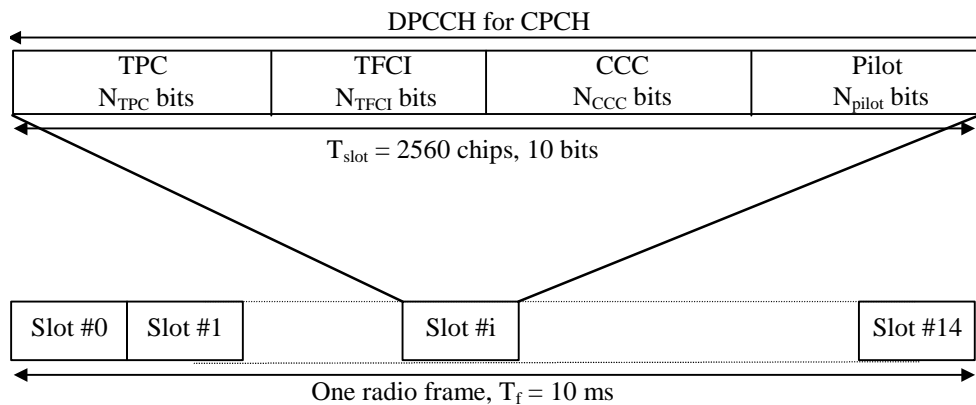 DPCCH for CPCH
TPC TFCI CCC Pilot
N_TPC bits N_TFCI bits N_CCC bits N_pilot bits
T_slot = 2560 chips, 10 bits
Slot #0 Slot #1 Slot #i Slot #14
One radio frame, T_f = 10 ms